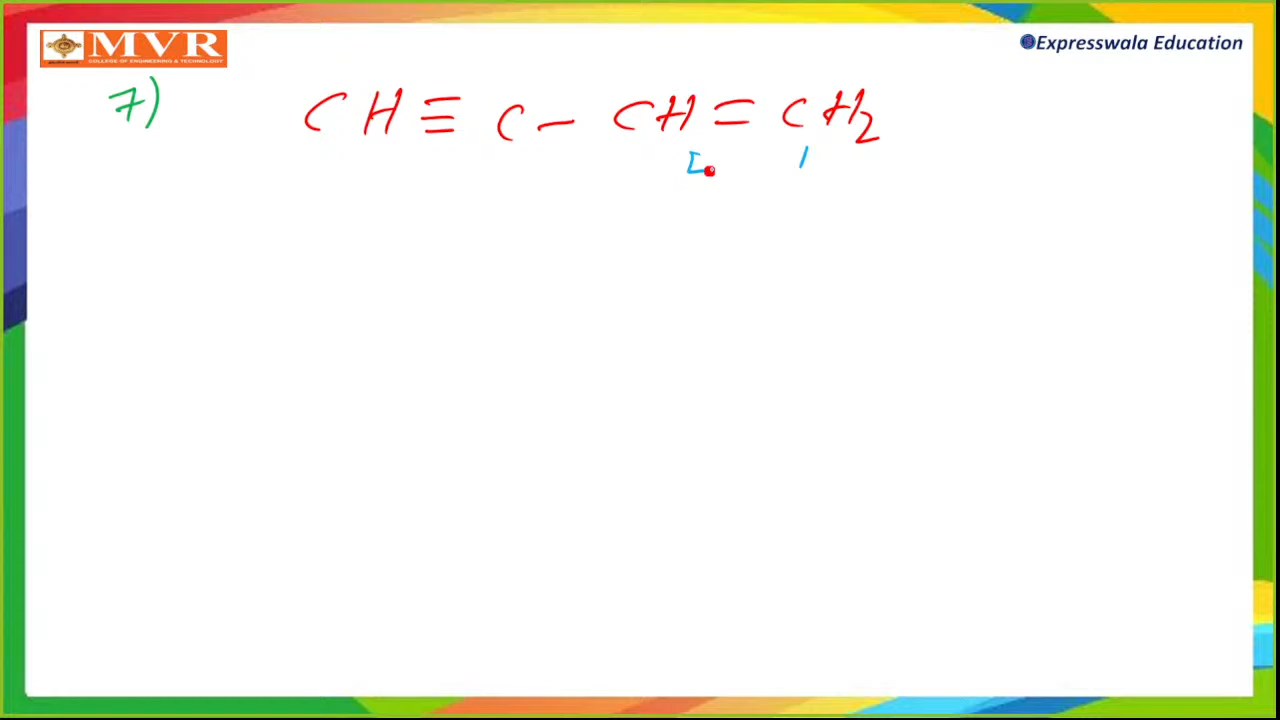 MVR
COLLEGE OF ENGINEERING & TECHNOLOGY
Expresswala Education
7) CH ≡ C - CH = CH2
1